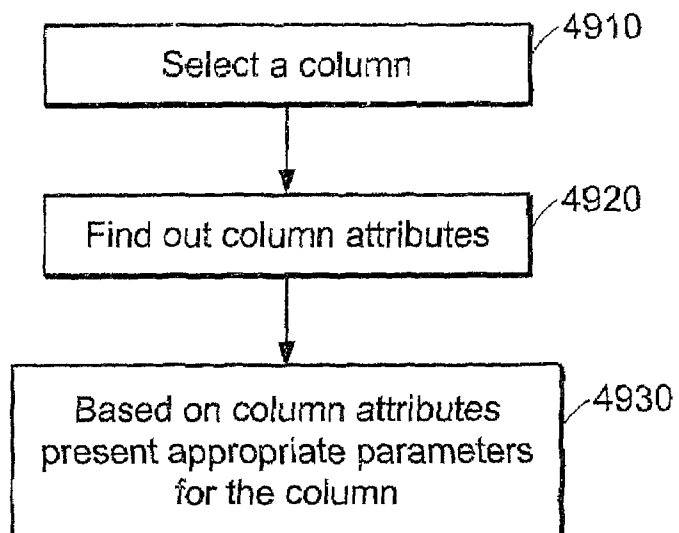 4910
Select a column
4920
Find out column attributes
4930
Based on column attributes
present appropriate parameters
for the column